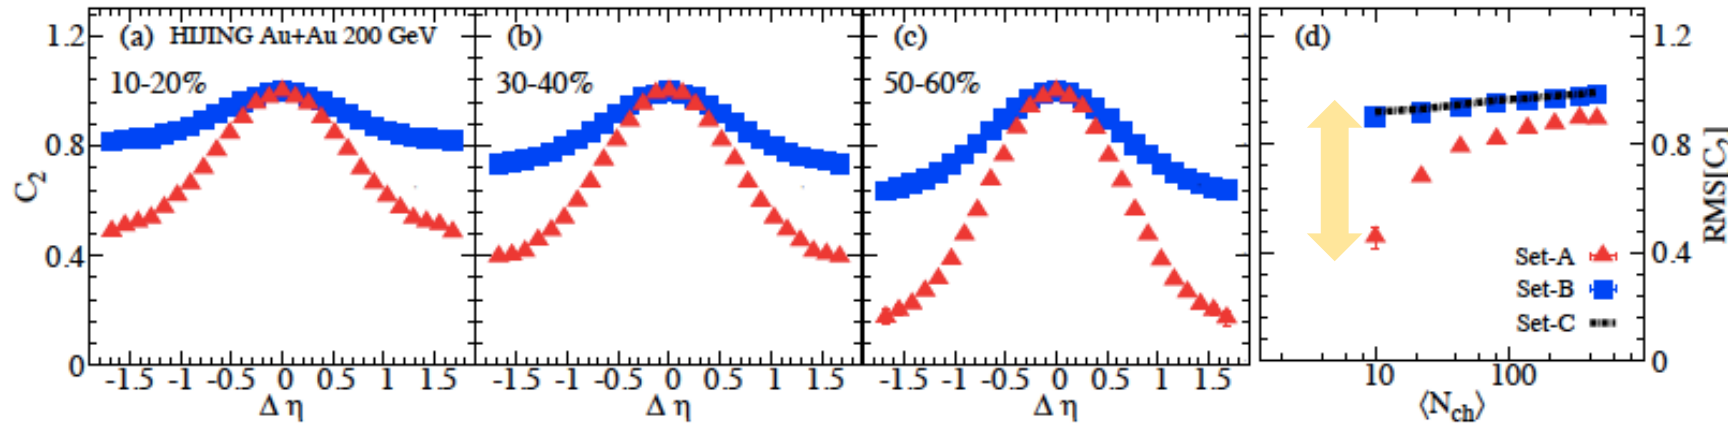 (a) HIJING Au+Au 200 GeV
10-20%
(b)
30-40%
(c)
50-60%
(d)
1.2
0.8
0.4
0
C2
-1.5 -1 -0.5 0 0.5 1 1.5
Δ η
-1.5 -1 -0.5 0 0.5 1 1.5
Δ η
-1.5 -1 -0.5 0 0.5 1 1.5
Δ η
10 100
⟨Nch⟩
1.2
0.8
0.4
0
RMS[C2]
Set-A
Set-B
Set-C